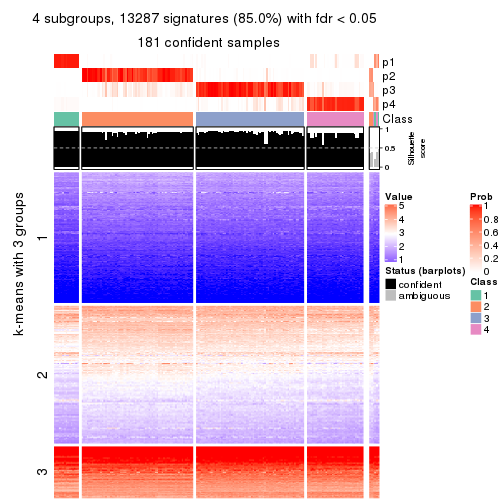 4 subgroups, 13287 signatures (85.0%) with fdr < 0.05
181 confident samples
p1
p2
p3
p4
Class
1
0.5
0
Silhouette
score
k-means with 3 groups
1
2
3
Value
5
4
3
2
1
Status (barplots)
confident
ambiguous
Prob
1
0.8
0.6
0.4
0.2
0
Class
1
2
3
4